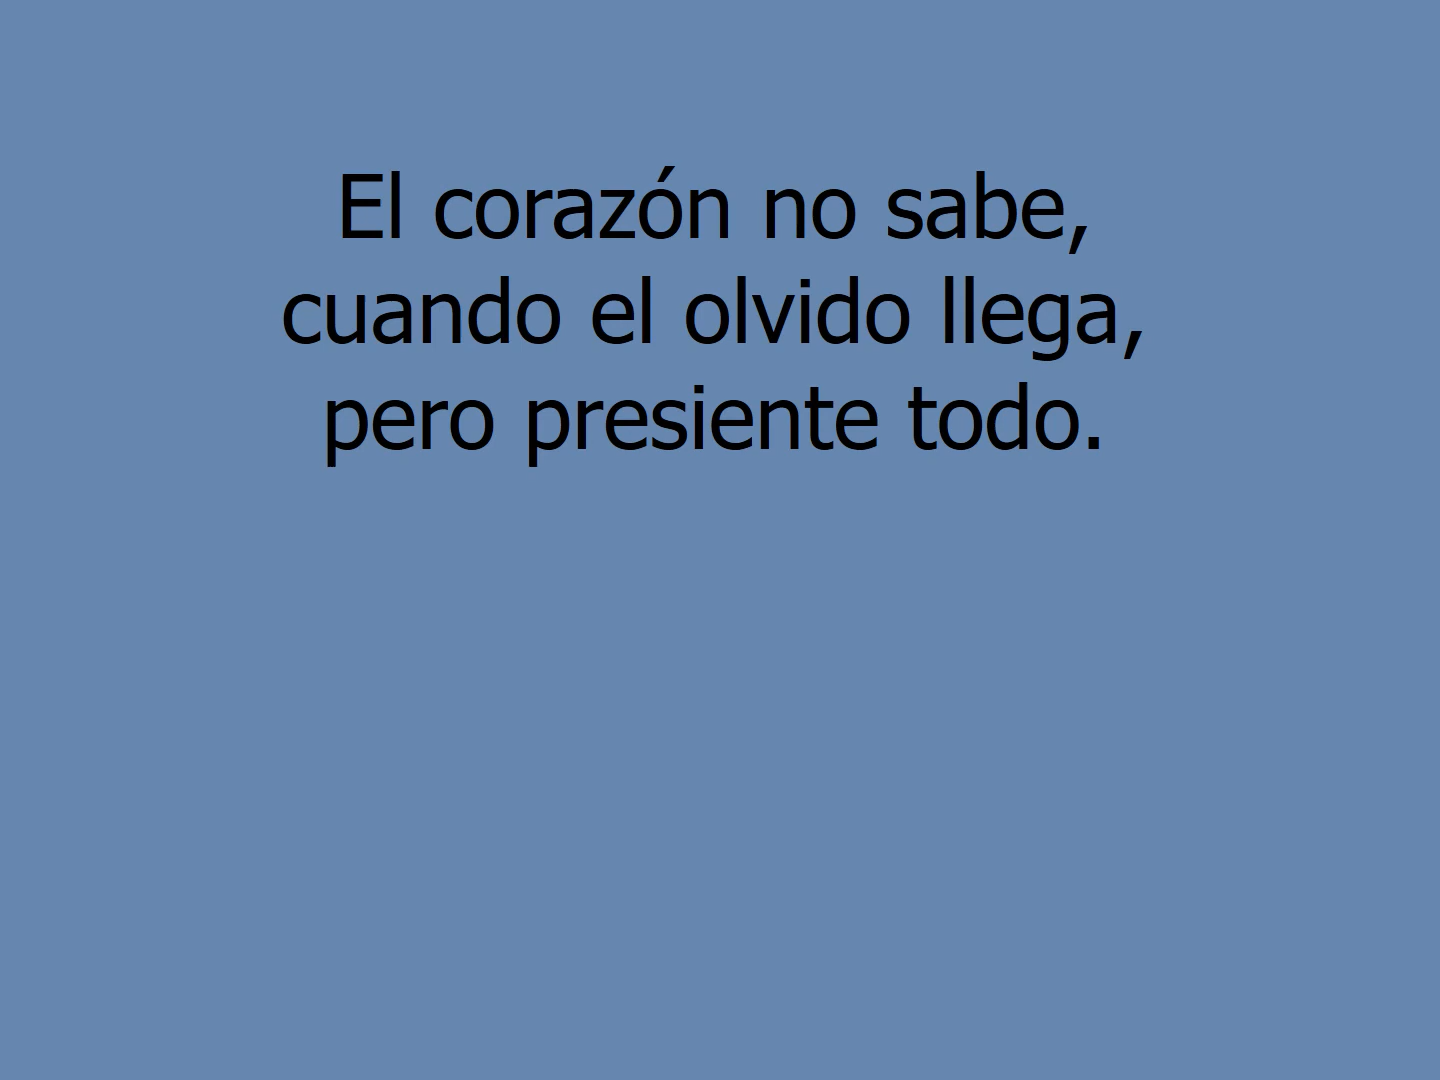 El corazón no sabe,
cuando el olvido llega,
pero presiente todo.